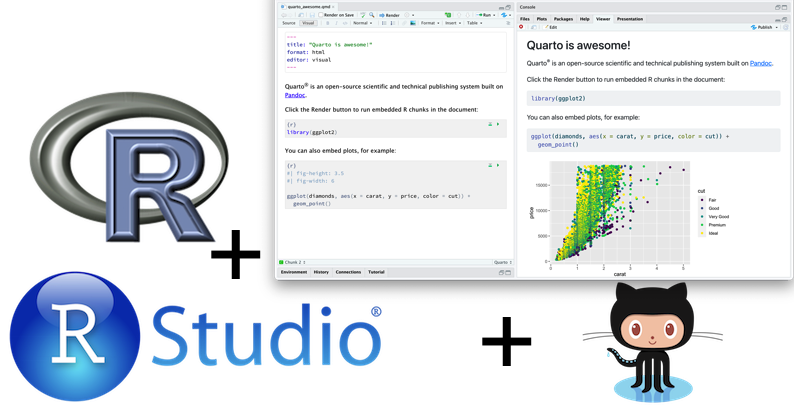 R
R Studio®
quarto_awesome.qmd
Render on Save
Render
Run
Source Visual
B I
Normal
Format Insert Table
---
title: "Quarto is awesome!"
format: html
editor: visual
---
Quarto® is an open-source scientific and technical publishing system built on
Pandoc.
Click the Render button to run embedded R chunks in the document:
{r}
library(ggplot2)
You can also embed plots, for example:
{r}
#| fig-height: 3.5
#| fig-width: 6
ggplot(diamonds, aes(x = carat, y = price, color = cut)) +
geom_point()
Chunk 2
Quarto
Environment History Connections Tutorial
Console
Files Plots Packages Help Viewer Presentation
Edit
Publish
Quarto is awesome!
Quarto® is an open-source scientific and technical publishing system built on Pandoc.
Click the Render button to run embedded R chunks in the document:
library(ggplot2)
You can also embed plots, for example:
ggplot(diamonds, aes(x = carat, y = price, color = cut)) +
geom_point()
15000
10000
5000
0
price
0 1 2 3 4 5
carat
cut
Fair
Good
Very Good
Premium
Ideal
+
+